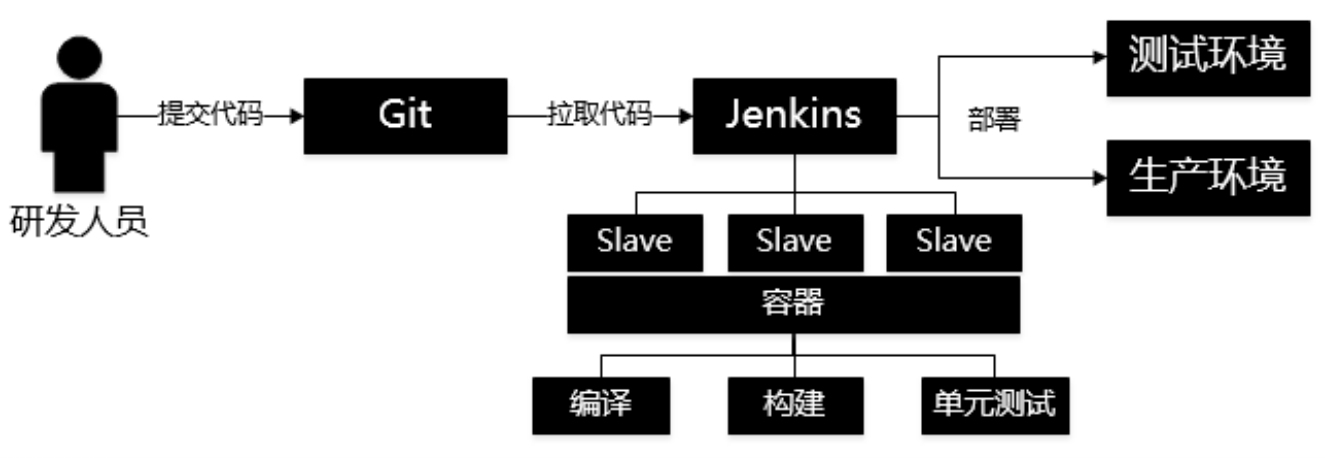 测试环境
提交代码
Git
拉取代码
Jenkins
部署
生产环境
研发人员
Slave
Slave
Slave
容器
编译
构建
单元测试